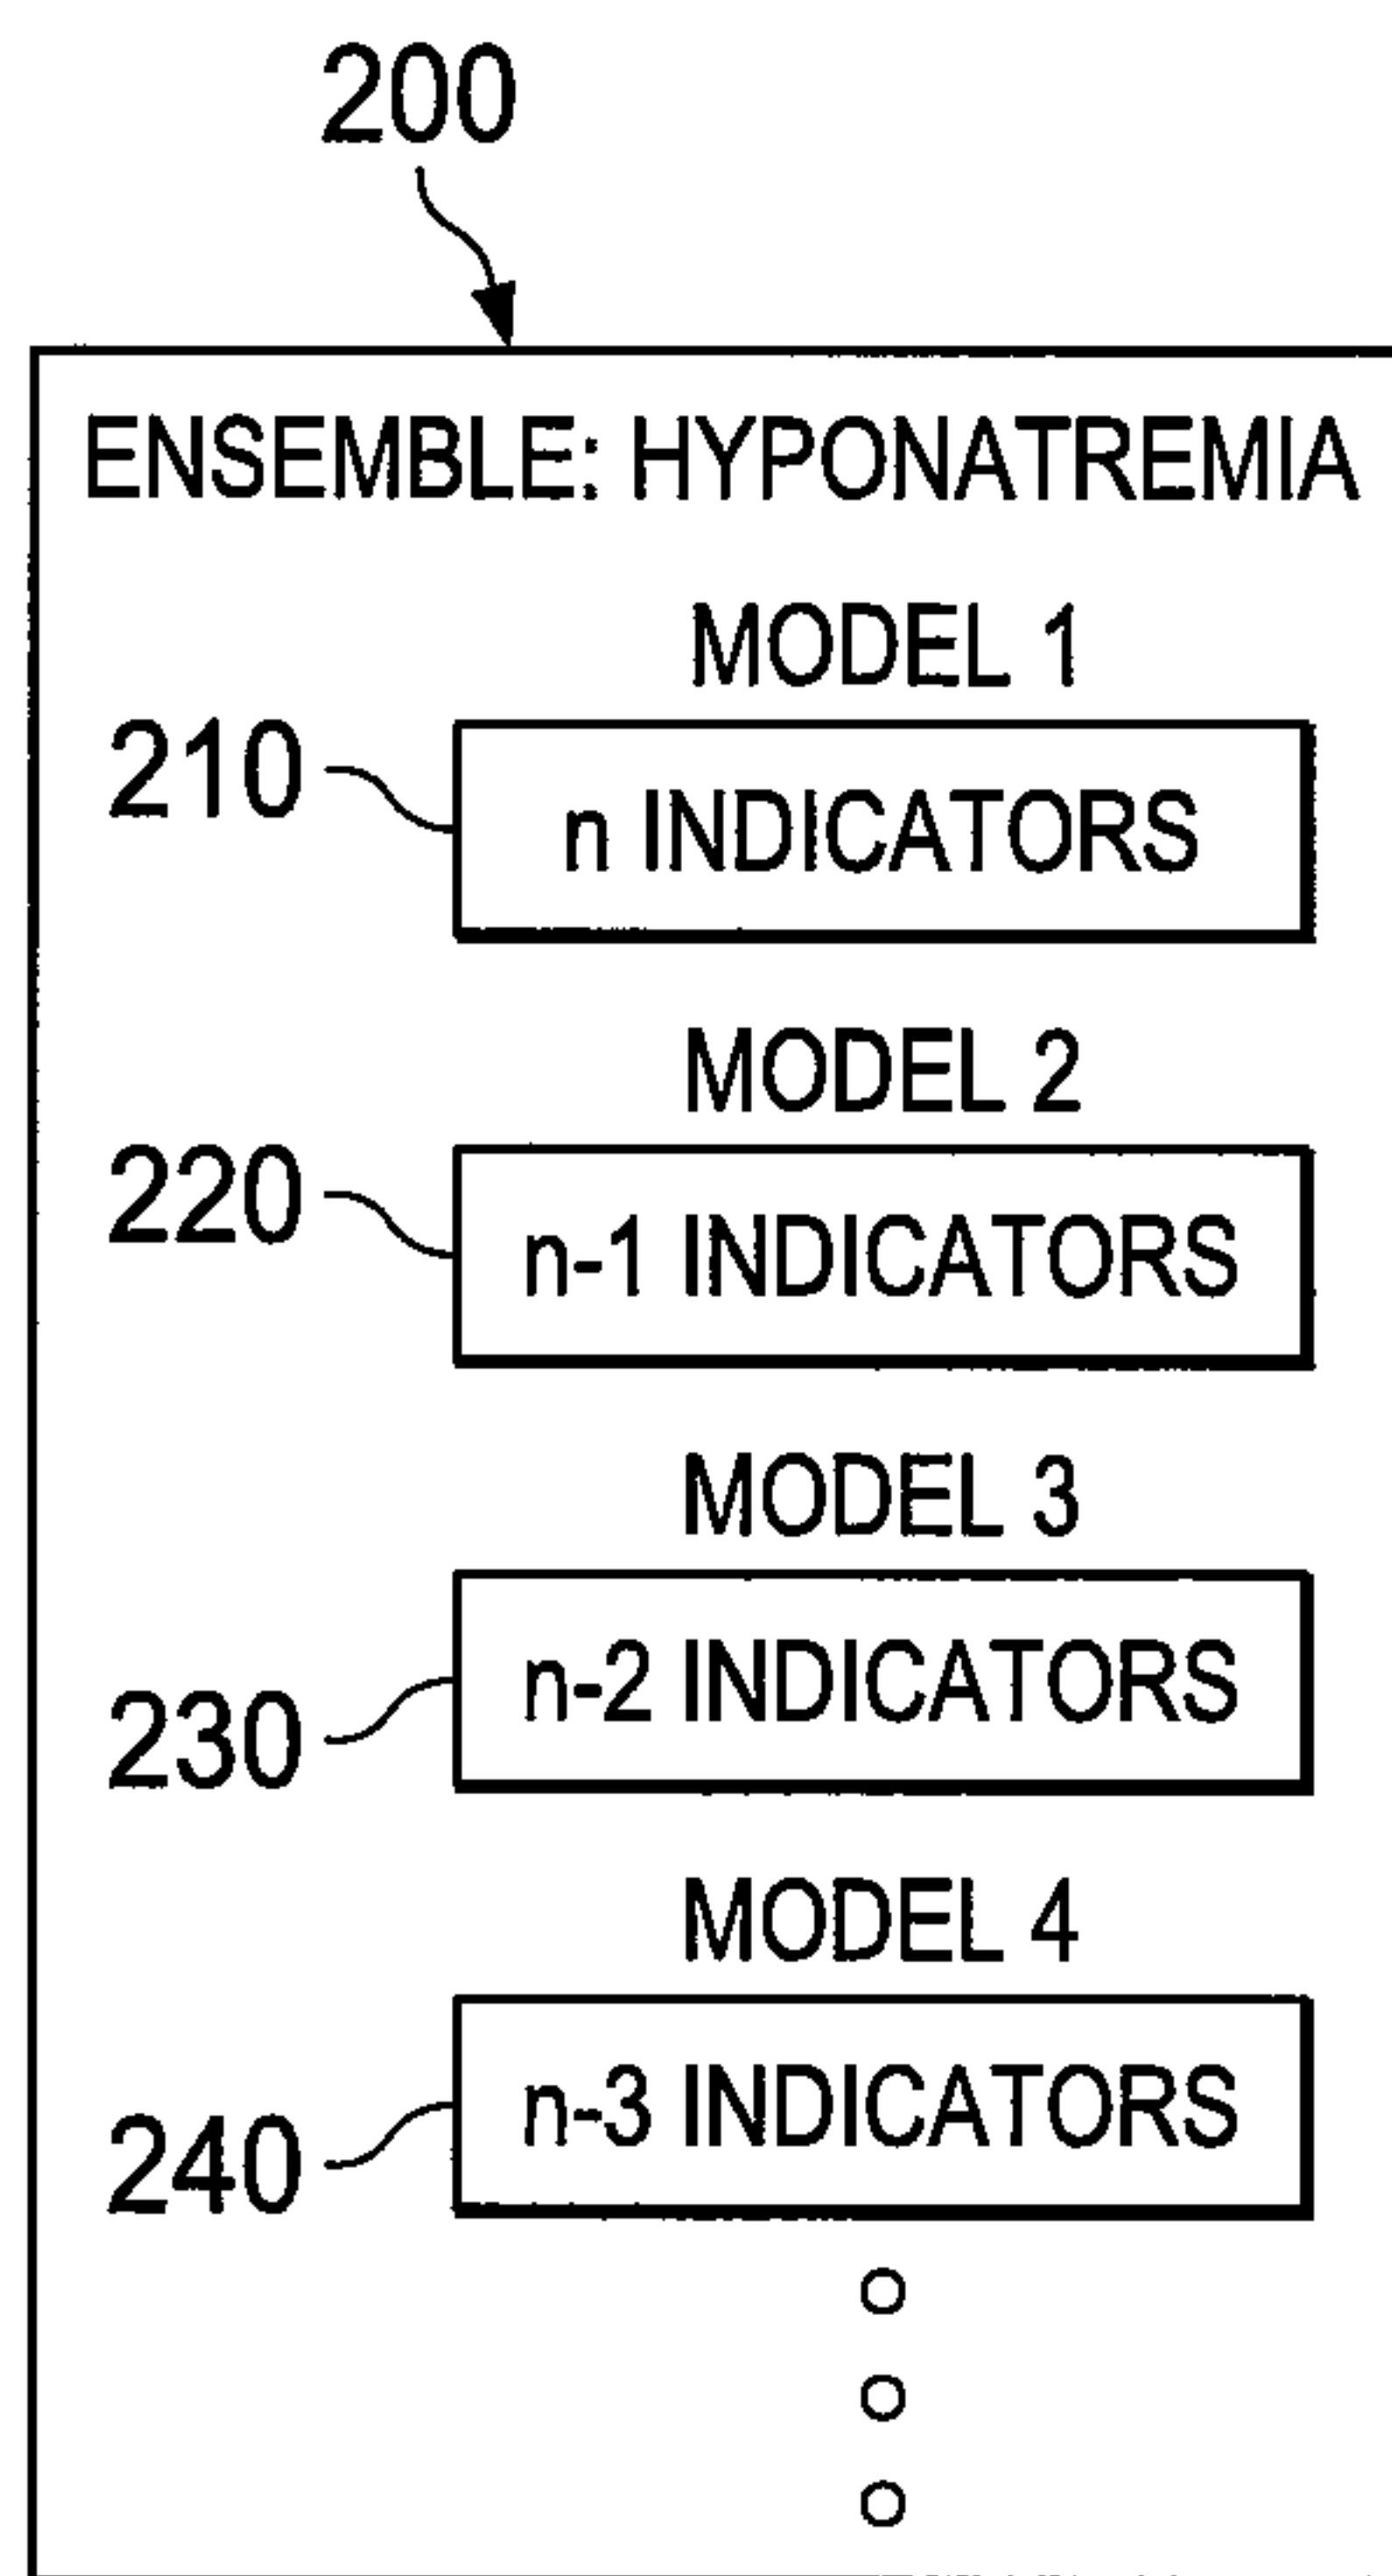 200
ENSEMBLE: HYPONATREMIA
MODEL 1
210
n INDICATORS
MODEL 2
220
n-1 INDICATORS
MODEL 3
230
n-2 INDICATORS
MODEL 4
240
n-3 INDICATORS